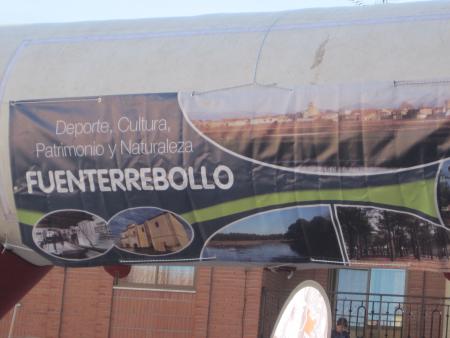 Deporte, Cultura,
Patrimonio y Naturaleza
FUENTERREBOLLO